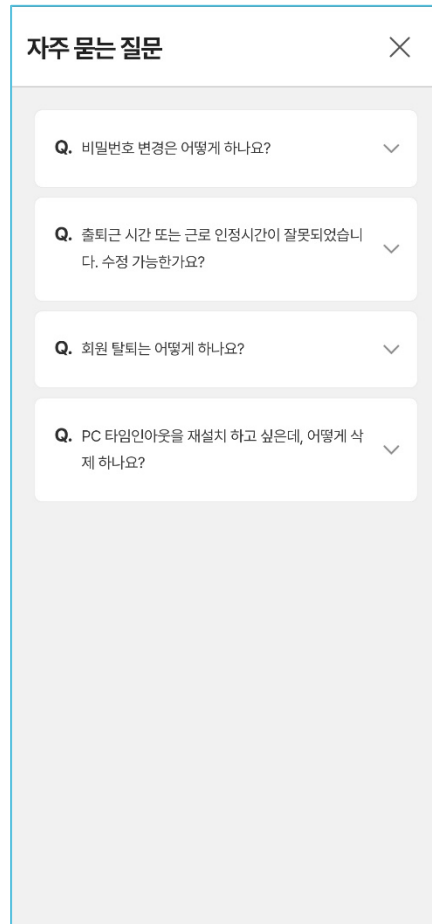 자주 묻는 질문
Q. 비밀번호 변경은 어떻게 하나요?
Q. 출퇴근 시간 또는 근로 인정시간이 잘못되었습니
다. 수정 가능한가요?
Q. 회원 탈퇴는 어떻게 하나요?
Q. PC 타임인아웃을 재설치 하고 싶은데, 어떻게 삭
제 하나요?